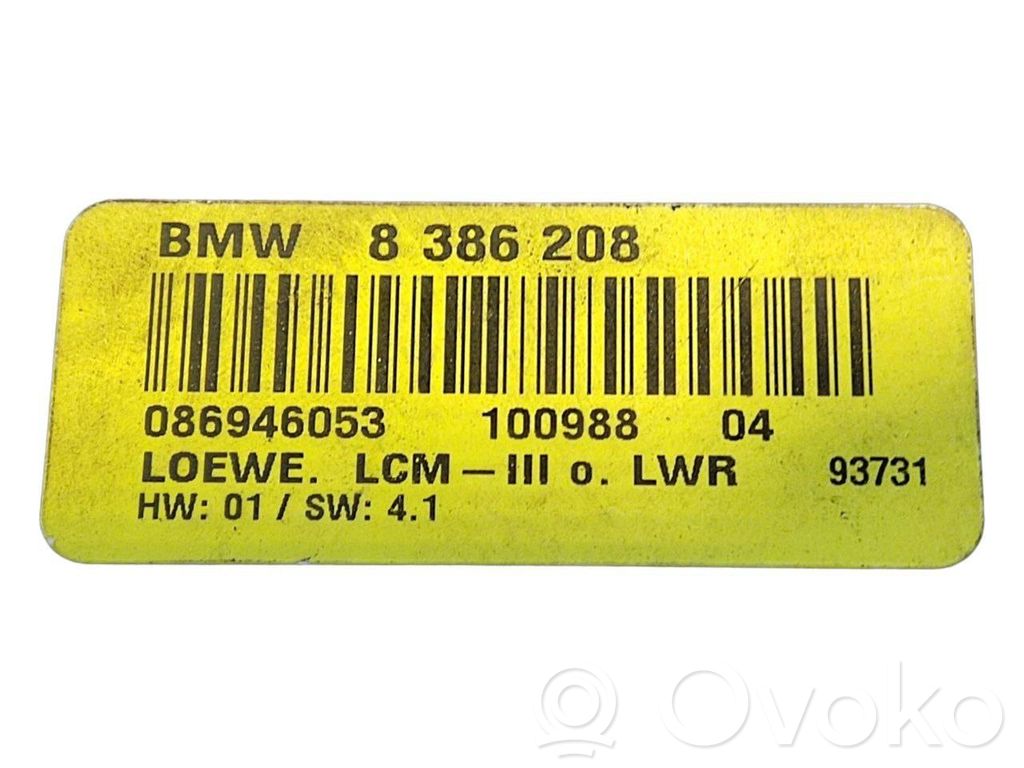 BMW 8 386 208
086946053 100988 04
LOEWE. LCM-III o. LWR 93731
HW: 01 / SW: 4.1
Ovoko